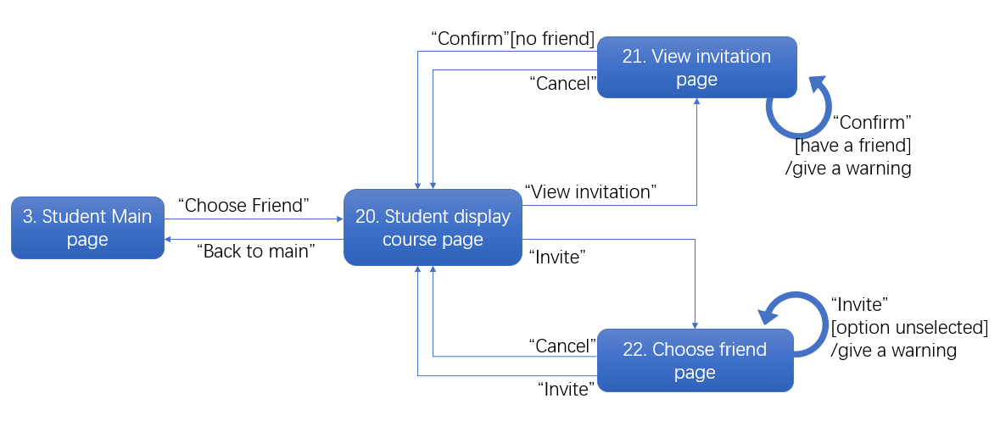 “Confirm”[no friend]
21. View invitation
page
“Cancel”
“Confirm”
[have a friend]
/give a warning
“View invitation”
“Choose Friend”
3. Student Main
page
20. Student display
course page
“Back to main”
“Invite”
“Invite”
[option unselected]
/give a warning
“Cancel”
22. Choose friend
page
“Invite”